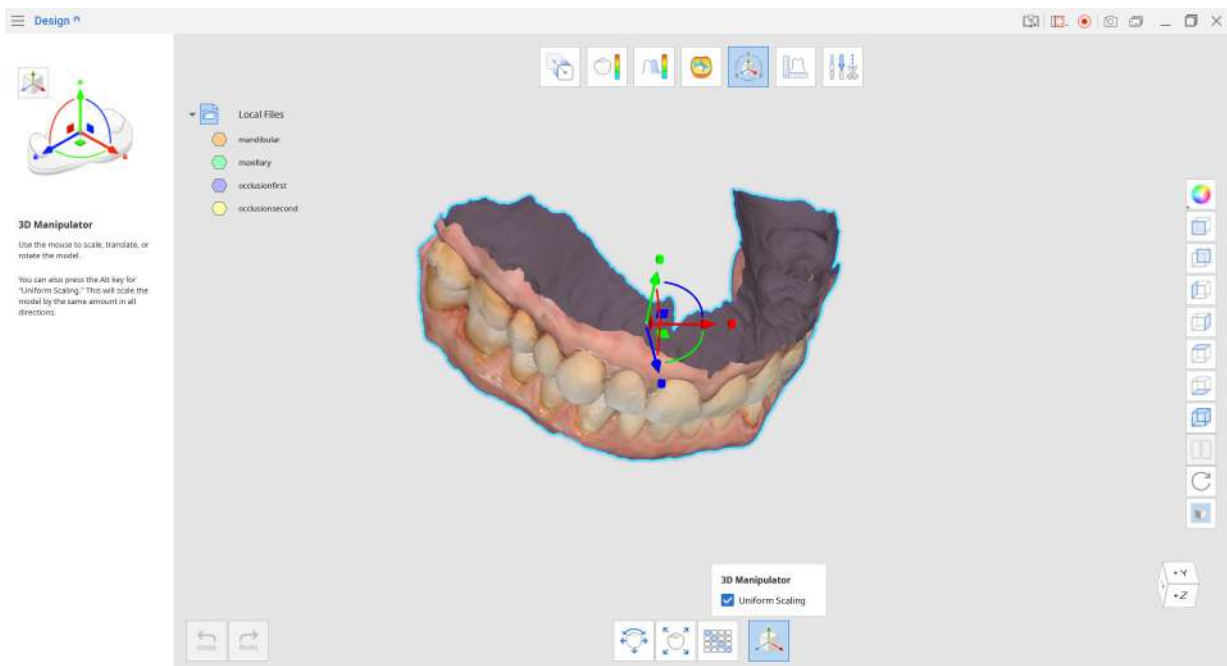 Design
3D Manipulator
Use the mouse to scale, translate, or
rotate the model.
You can also press the Alt key for
"Uniform Scaling." This will scale the
model by the same amount in all
directions.
Local Files
mandibular
maxillary
occlusionfirst
occlusionsecond
3D Manipulator
Uniform Scaling
Undo
Redo
+Y
+Z